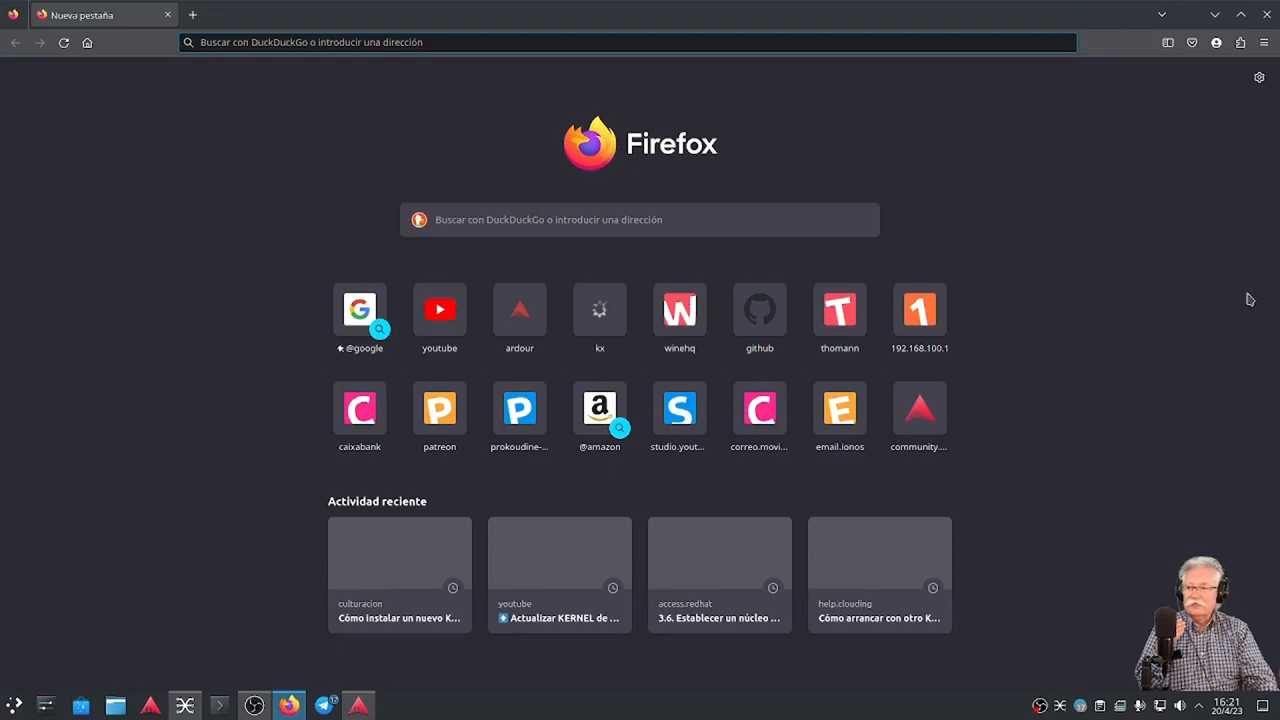 Nueva pestaña
Buscar con DuckDuckGo o introducir una dirección
Firefox
Buscar con DuckDuckGo o introducir una dirección
@google
youtube
ardour
kx
winehq
github
thomann
192.168.100.1
caixabank
patreon
prokoudine-...
@amazon
studio.yout...
correo.movi...
email.ionos
community....
Actividad reciente
culturacion
Cómo instalar un nuevo K...
youtube
Actualizar KERNEL de ...
access.redhat
3.6. Establecer un núcleo ...
help.clouding
Cómo arrancar con otro K...
16:21
20/4/23